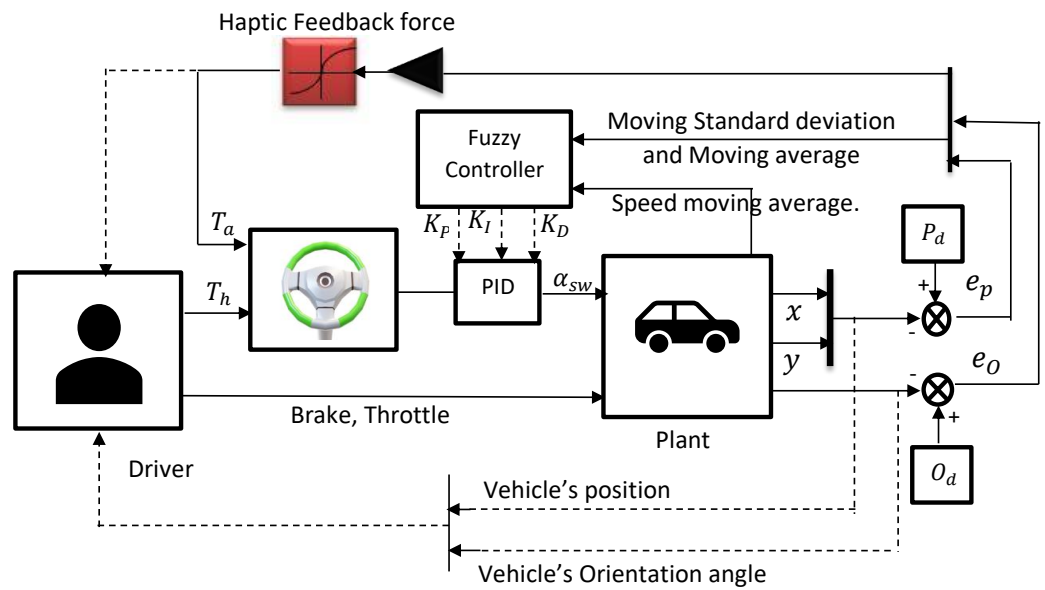 Haptic Feedback force
Fuzzy
Controller
Moving Standard deviation
and Moving average
Speed moving average.
K_P K_I K_D
T_a
P_d
PID
α_sw
T_h
x
y
+
-
e_p
-
+
e_O
Brake, Throttle
Plant
Driver
O_d
Vehicle's position
Vehicle's Orientation angle